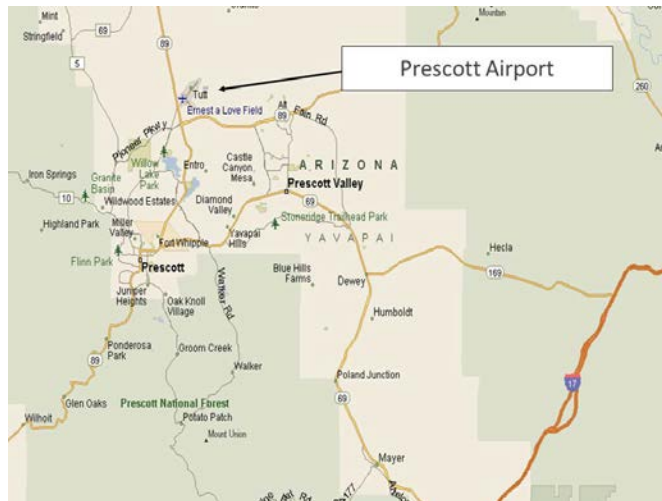 Mint
Stringfield
69
89
5
Mountain
260
Prescott Airport
Tutt
Ernest a Love Field
Pioneer Pkwy
Alt
89
Fain Rd
Iron Springs
Granite
Basin
Willow
Lake
Park
Entro
Castle
Canyon
Mesa
ARIZONA
10
Wildwood Estates
Prescott Valley
Highland Park
Miller
Valley
Diamond
Valley
69
Stoneridge Trailhead Park
YAVAPAI
Fort Whipple
Yavapai
Hills
Flinn Park
Prescott
Hecla
169
Blue Hills
Farms
Dewey
Juniper
Heights
Oak Knoll
Village
Walker Rd
Humboldt
Ponderosa
Park
Groom Creek
89
Walker
Poland Junction
17
Glen Oaks
Prescott National Forest
69
Wilhoit
Potato Patch
Mount Union
Mayer